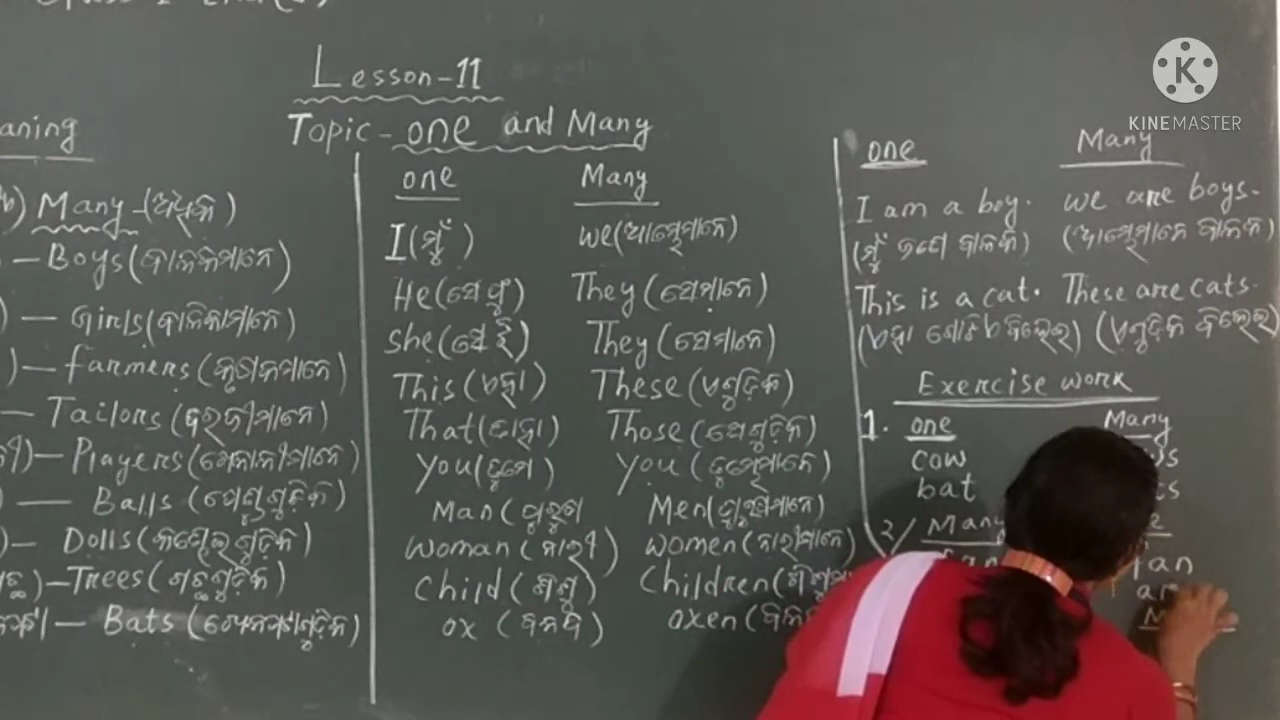 Lesson-11
Topic - one and Many
aning
Many-(ଅଧିକ)
— Boys (ବାଳକମାନେ)
— Girls (ବାଳିକାମାନେ)
— farmers (କୃଷକମାନେ)
— Tailors (ଦରଜୀମାନେ)
— Players (ଖେଳାଳୀମାନେ)
— Balls (ପେଣ୍ଡୁଗୁଡ଼ିକ)
— Dolls (କଣ୍ଢେଇଗୁଡ଼ିକ)
— Trees (ଗଛଗୁଡ଼ିକ)
— Bats
one Many
I (ମୁଁ) we (ଆମ୍ଭେମାନେ)
He (ସେ ପୁଂ) They (ସେମାନେ)
she (ସେ ସ୍ତ୍ରୀ) They (ସେମାନେ)
This (ଏହା) These (ଏଗୁଡ଼ିକ)
That (ତାହା) Those (ସେଗୁଡ଼ିକ)
you (ତୁମେ) you (ତୁମ୍ଭେମାନେ)
Man (ପୁରୁଷ Men (ପୁରୁଷମାନେ)
woman (ନାରୀ) women (ନାରୀମାନେ)
child (ଶିଶୁ) children
ox (ବଳଦ) oxen
one Many
I am a boy. we are boys.
(ମୁଁ ଜଣେ ବାଳକ) (ଆମ୍ଭେମାନେ ବାଳକ)
This is a cat. These are cats.
(ଏହା ଗୋଟିଏ ବିଲେଇ) (ଏଗୁଡ଼ିକ ବିଲେଇ)
Exercise work
1. one Many
cow
bat
2/ Many
fan
KINEMASTER